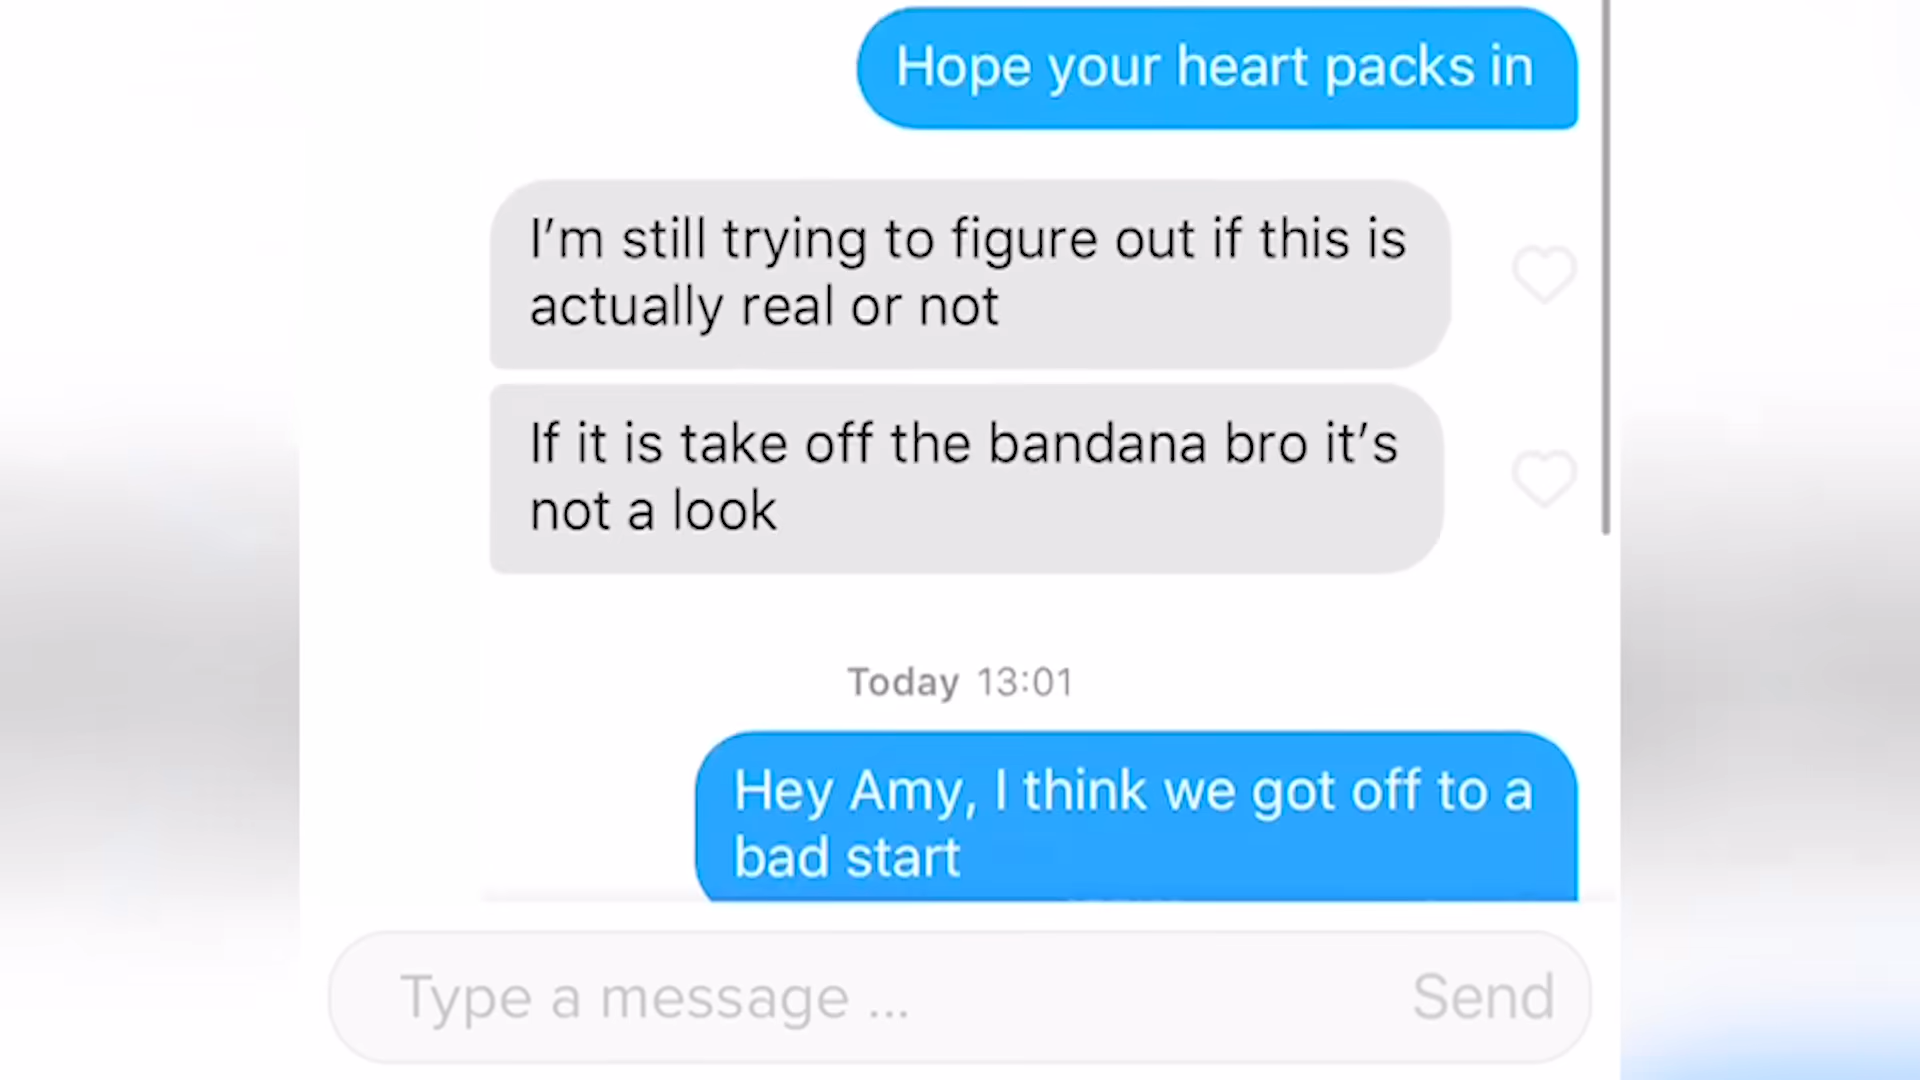 Hope your heart packs in
I'm still trying to figure out if this is
actually real or not
If it is take off the bandana bro it's
not a look
Today 13:01
Hey Amy, I think we got off to a
bad start
Type a message ...
Send